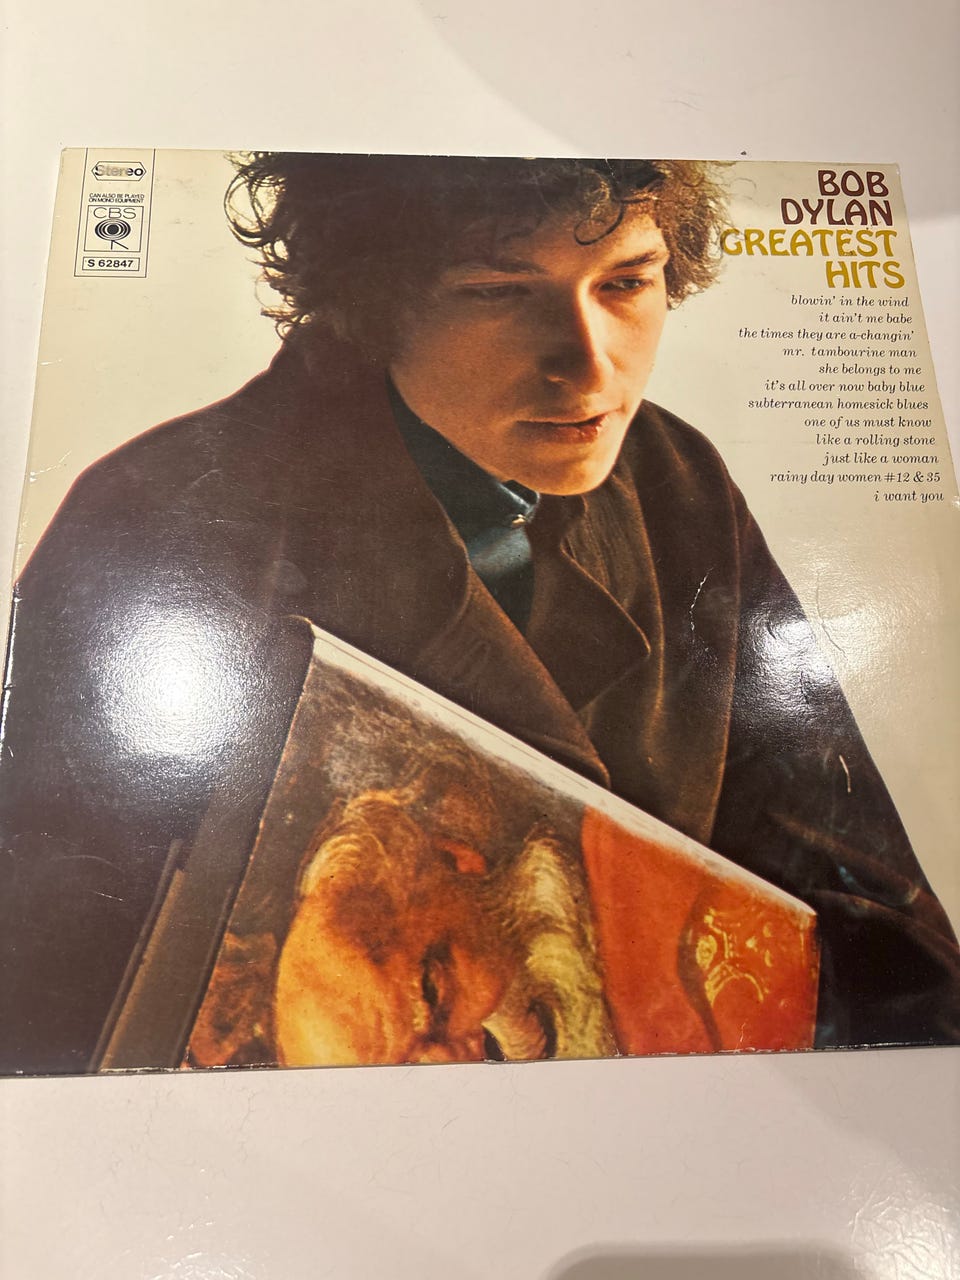 Stereo
CAN ALSO BE PLAYED
ON MONO EQUIPMENT
CBS
S 62847
BOB
DYLAN
GREATEST
HITS
blowin' in the wind
it ain't me babe
the times they are a-changin'
mr. tambourine man
she belongs to me
it's all over now baby blue
subterranean homesick blues
one of us must know
like a rolling stone
just like a woman
rainy day women #12 & 35
i want you